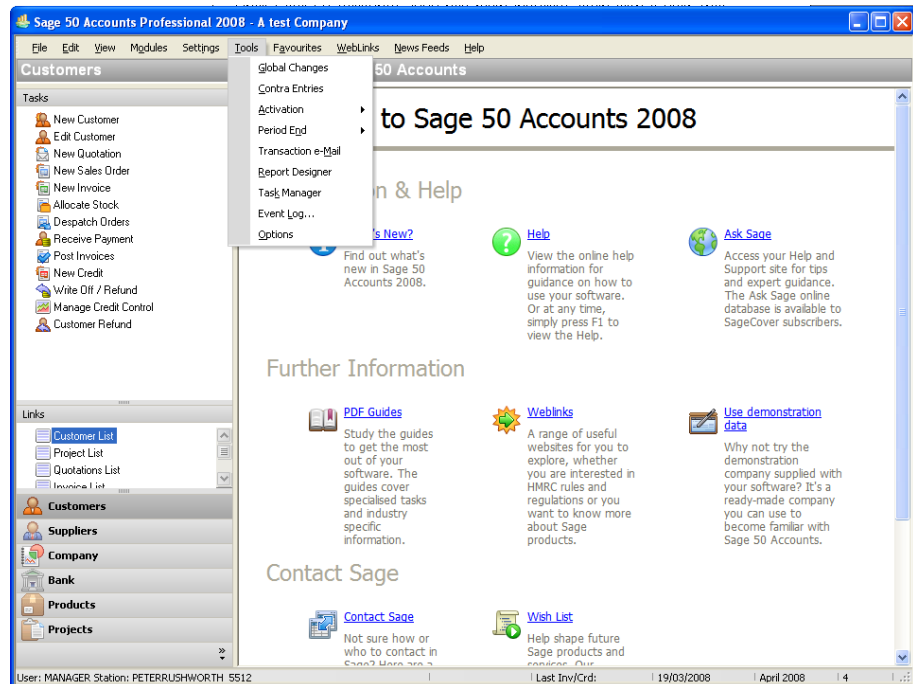 Sage 50 Accounts Professional 2008 - A test Company
File Edit View Modules Settings Tools Favourites WebLinks News Feeds Help
Customers
50 Accounts
Global Changes
Contra Entries
Activation
Period End
Transaction e-Mail
Report Designer
Task Manager
Event Log...
Options
Tasks
New Customer
Edit Customer
New Quotation
New Sales Order
New Invoice
Allocate Stock
Despatch Orders
Receive Payment
Post Invoices
New Credit
Write Off / Refund
Manage Credit Control
Customer Refund
Links
Customer List
Project List
Quotations List
Invoice List
Customers
Suppliers
Company
Bank
Products
Projects
to Sage 50 Accounts 2008
n & Help
's New?
Find out what's
new in Sage 50
Accounts 2008.
Help
View the online help
information for
guidance on how to
use your software.
Or at any time,
simply press F1 to
view the Help.
Ask Sage
Access your Help and
Support site for tips
and expert guidance.
The Ask Sage online
database is available to
SageCover subscribers.
Further Information
PDF Guides
Study the guides
to get the most
out of your
software. The
guides cover
specialised tasks
and industry
specific
information.
Weblinks
A range of useful
websites for you to
explore, whether
you are interested in
HMRC rules and
regulations or you
want to know more
about Sage
products.
Use demonstration
data
Why not try the
demonstration
company supplied with
your software? It's a
ready-made company
you can use to
become familiar with
Sage 50 Accounts.
Contact Sage
Contact Sage
Not sure how or
who to contact in
Sage? Here are a
Wish List
Help shape future
Sage products and
services. Our
User: MANAGER Station: PETERRUSHWORTH 5512
Last Inv/Crd:
19/03/2008
April 2008
4